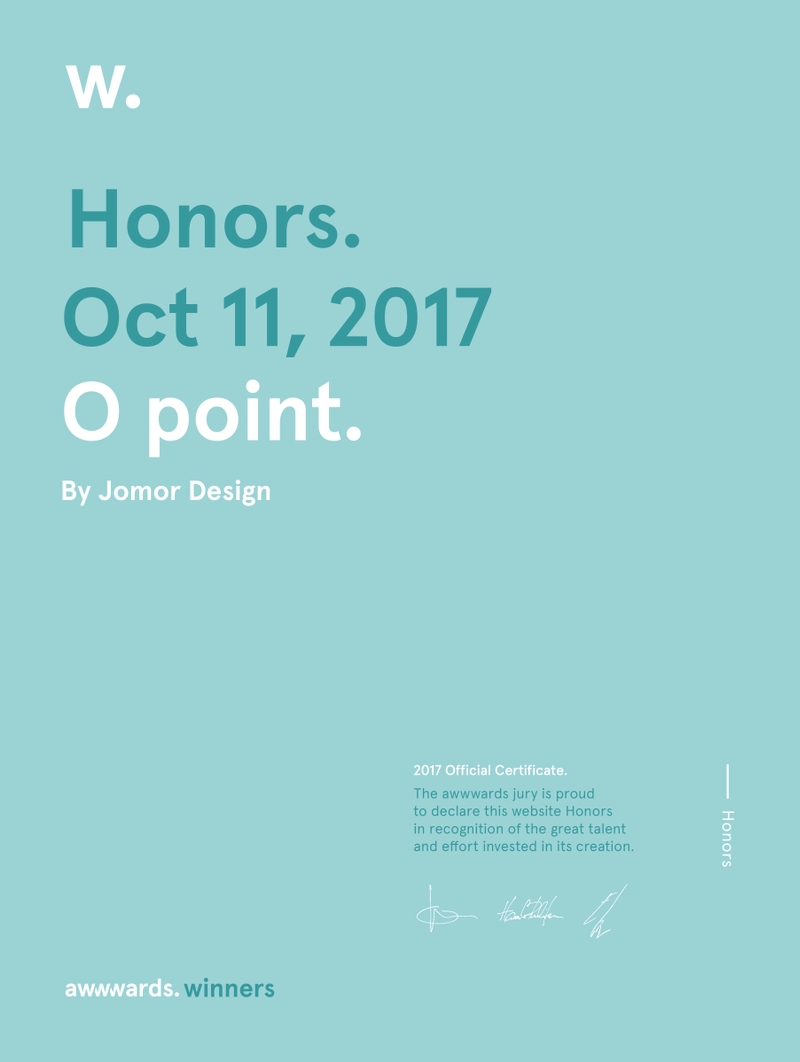 w.
Honors.
Oct 11, 2017
O point.
By Jomor Design
2017 Official Certificate.
The awwwards jury is proud
to declare this website Honors
in recognition of the great talent
and effort invested in its creation.
Honors
awwwards. winners